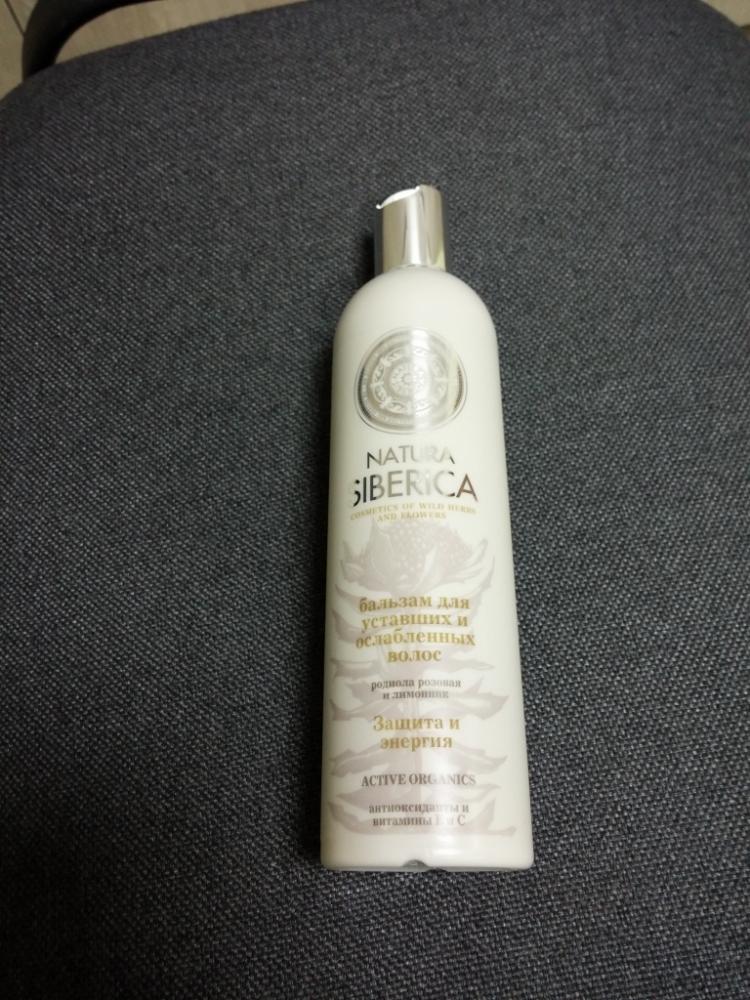 NATURA
SIBERICA
COSMETICS OF WILD HERBS
AND FLOWERS
бальзам для
уставших и
ослабленных
волос
родиола розовая
и лимонник
Защита и
энергия
ACTIVE ORGANICS
антиоксиданты и
витамины E и C